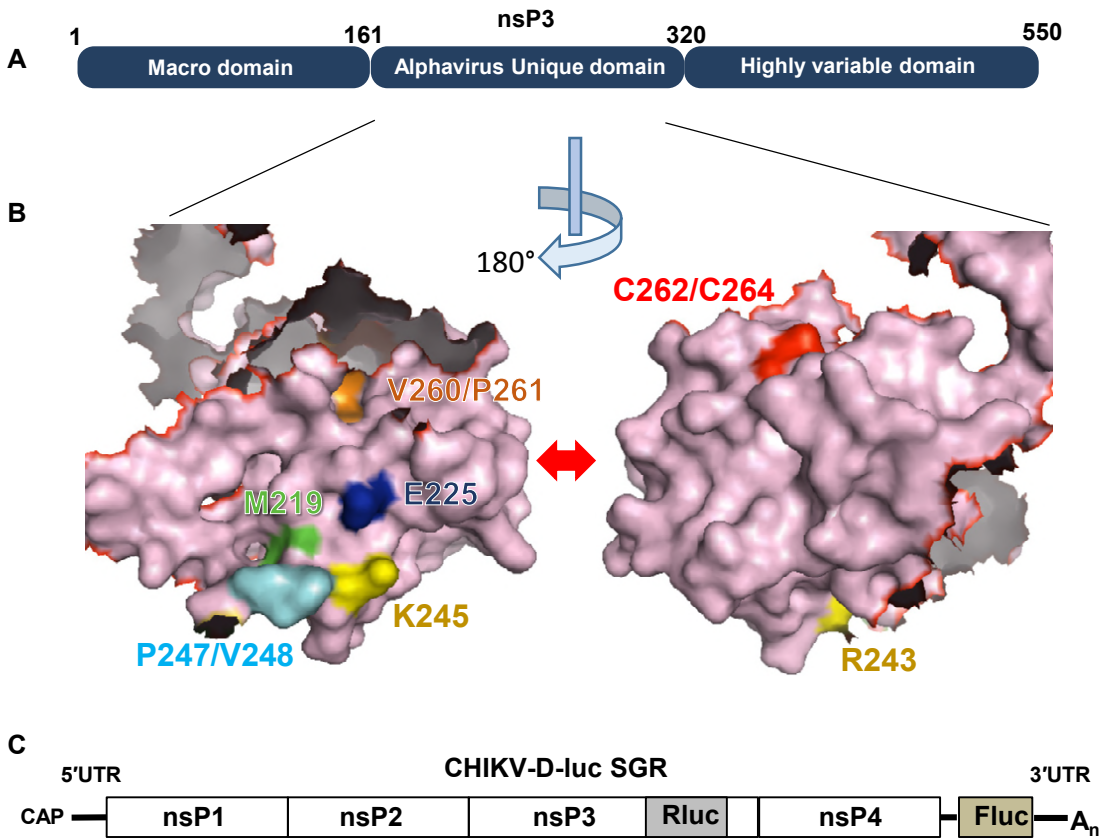 nsP3
1 161 320 550
A
Macro domain Alphavirus Unique domain Highly variable domain
B
180°
C262/C264
V260/P261
M219 E225
K245
P247/V248 R243
C
5′UTR CHIKV-D-luc SGR 3′UTR
CAP nsP1 nsP2 nsP3 Rluc nsP4 Fluc An